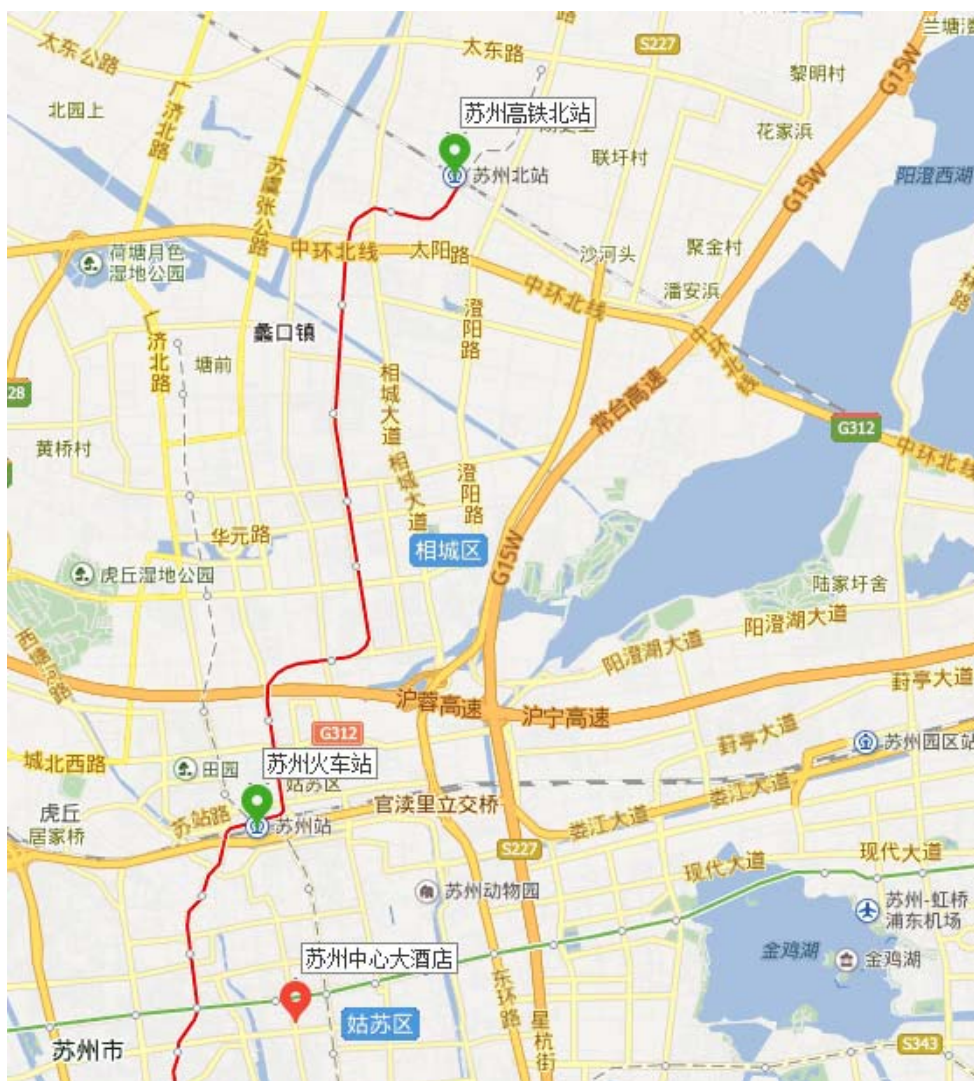 太东路
S227
兰塘
太东公路
广济北路
北园上
黎明村
G15W
苏州高铁北站
花家浜
苏虞张公路
联圩村
苏州北站
阳澄西湖
G15W
荷塘月色
湿地公园
中环北线
太阳路
沙河头
聚金村
潘安浜
中环北线
澄阳路
蠡口镇
广济北路
塘前
中环北线
相城大道
常台高速
28
G312
黄桥村
中环北线
相城大道
澄阳路
华元路
相城区
G15W
虎丘湿地公园
陆家圩舍
阳澄湖大道
阳澄湖大道
葑亭大道
沪蓉高速
沪宁高速
G312
葑亭大道
苏州园区站
城北西路
田园
苏州火车站
姑苏区
虎丘
居家桥
苏站路
苏州站
官渎里立交桥
娄江大道
娄江大道
S227
现代大道
现代大道
苏州动物园
苏州-虹桥
浦东机场
苏州中心大酒店
金鸡湖
金鸡湖
姑苏区
东环路
星杭街
苏州市
S343